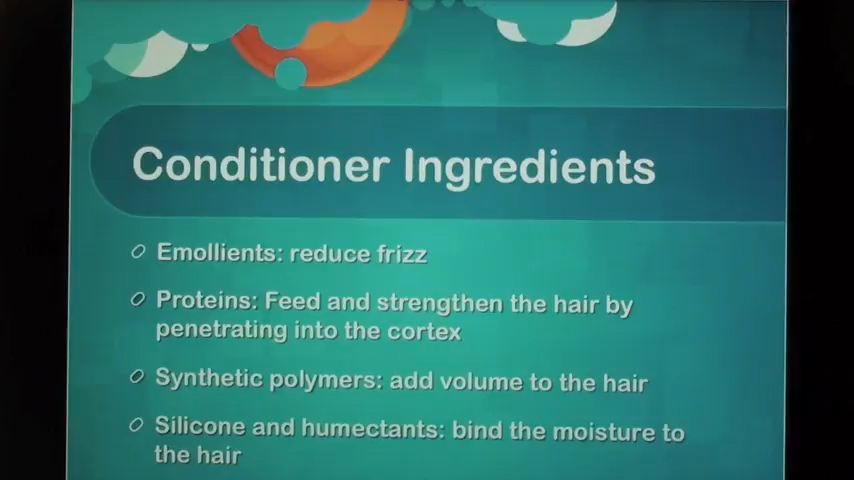 Conditioner Ingredients
Emollients: reduce frizz
Proteins: Feed and strengthen the hair by
penetrating into the cortex
Synthetic polymers: add volume to the hair
Silicone and humectants: bind the moisture to
the hair